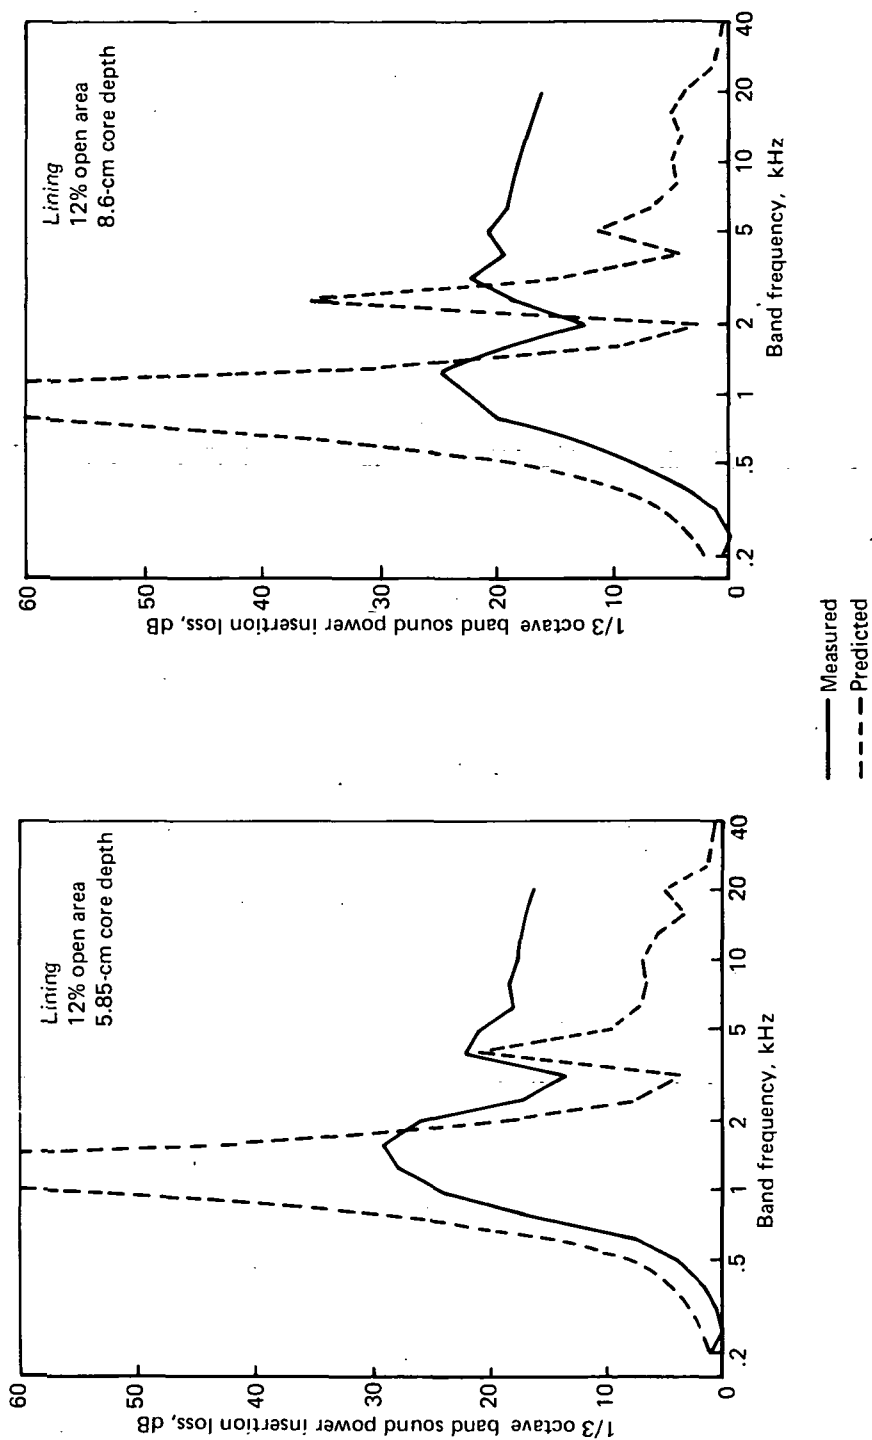 60
50
40
30
20
10
0
1/3 octave band sound power insertion loss, dB
Lining
12% open area
5.85-cm core depth
.2
.5
1
2
5
10
20
40
Band frequency, kHz
60
50
40
30
20
10
0
1/3 octave band sound power insertion loss, dB
Lining
12% open area
8.6-cm core depth
.2
.5
1
2
5
10
20
40
Band frequency, kHz
Measured
Predicted